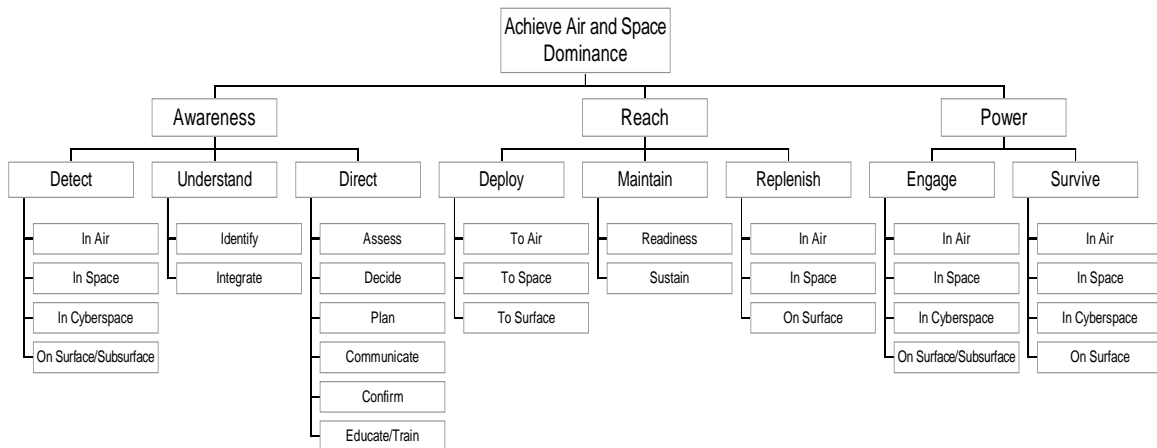 Achieve Air and Space
Dominance
Awareness
Reach
Power
Detect
Understand
Direct
Deploy
Maintain
Replenish
Engage
Survive
In Air
Identify
Assess
To Air
Readiness
In Air
In Air
In Air
In Space
Integrate
Decide
To Space
Sustain
In Space
In Space
In Space
In Cyberspace
Plan
To Surface
On Surface
In Cyberspace
In Cyberspace
On Surface/Subsurface
Communicate
On Surface/Subsurface
On Surface
Confirm
Educate/Train